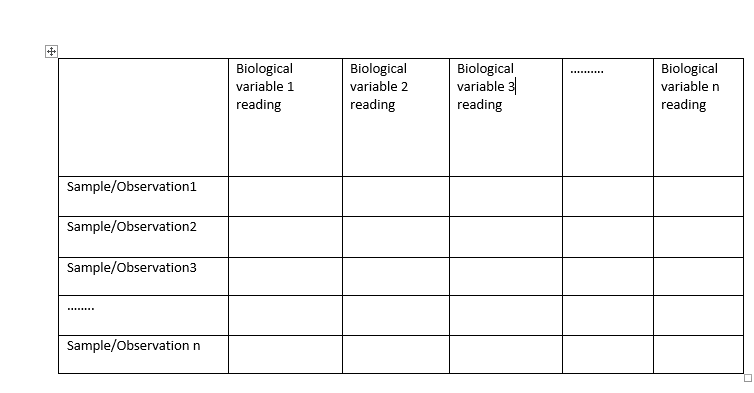 Biological
variable 1
reading
Biological
variable 2
reading
Biological
variable 3
reading
..........
Biological
variable n
reading
Sample/Observation1
Sample/Observation2
Sample/Observation3
........
Sample/Observation n